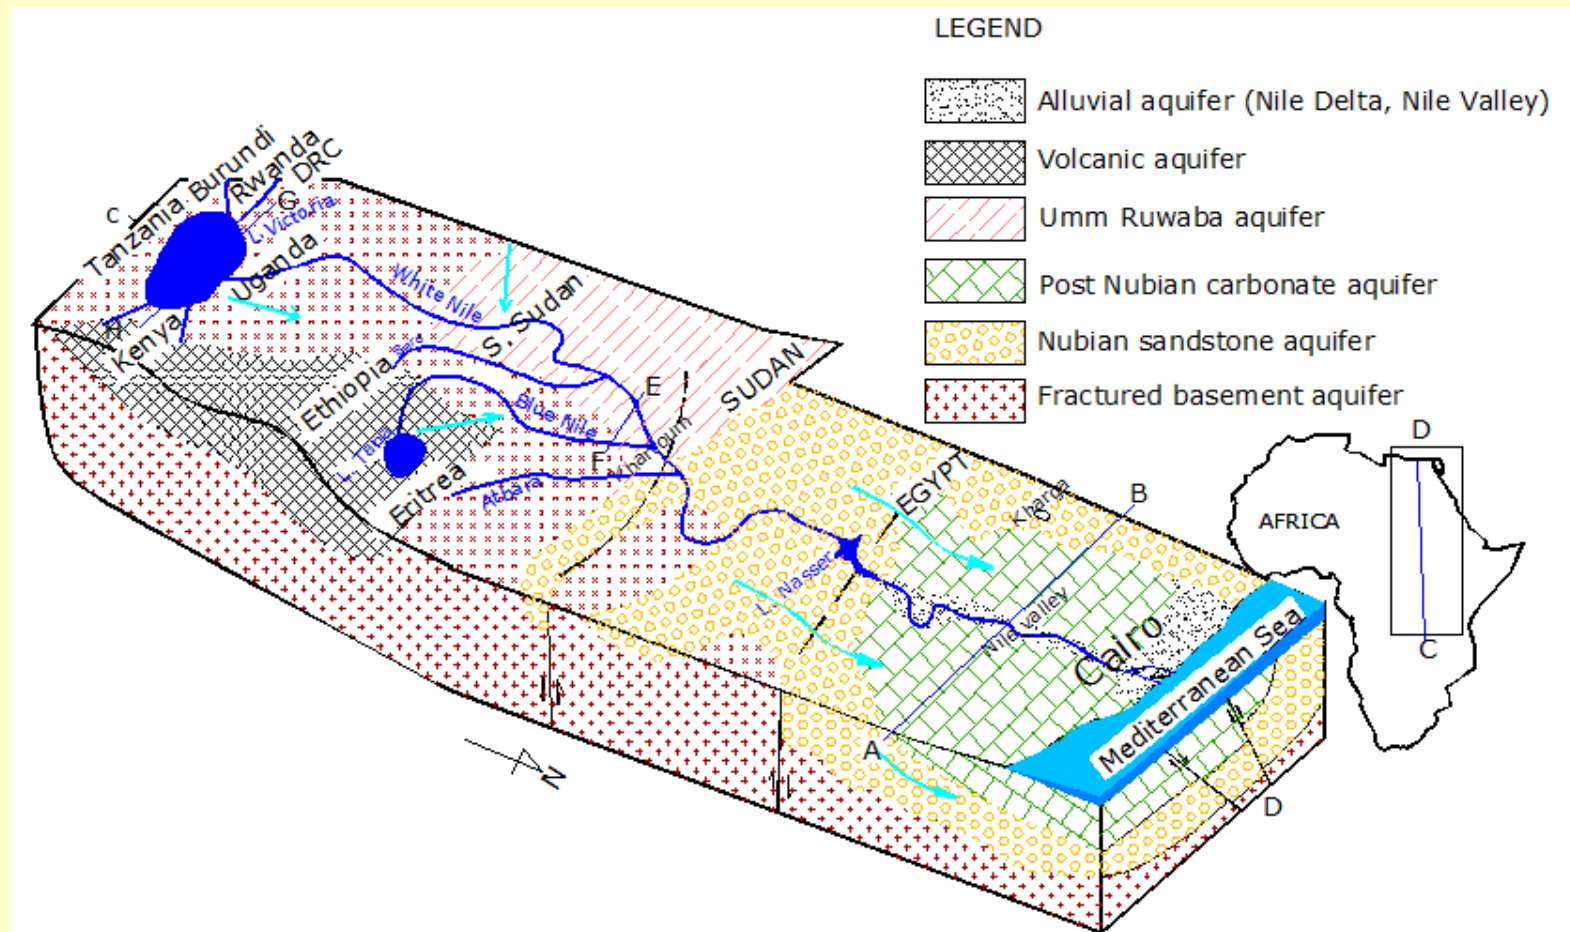 LEGEND
Alluvial aquifer (Nile Delta, Nile Valley)
Volcanic aquifer
Umm Ruwaba aquifer
Post Nubian carbonate aquifer
Nubian sandstone aquifer
Fractured basement aquifer
Tanzania
Burundi
Rwanda
DRC
C
G
L. Victoria
Uganda
H
Kenya
White Nile
S. Sudan
Ethiopia
Baro
Blue Nile
L. Tana
Eritrea
Atbara
E
F
Khartoum
SUDAN
EGYPT
L. Nasser
Kharga
B
Nile valley
A
Cairo
Mediterranean Sea
D
N
AFRICA
D
C